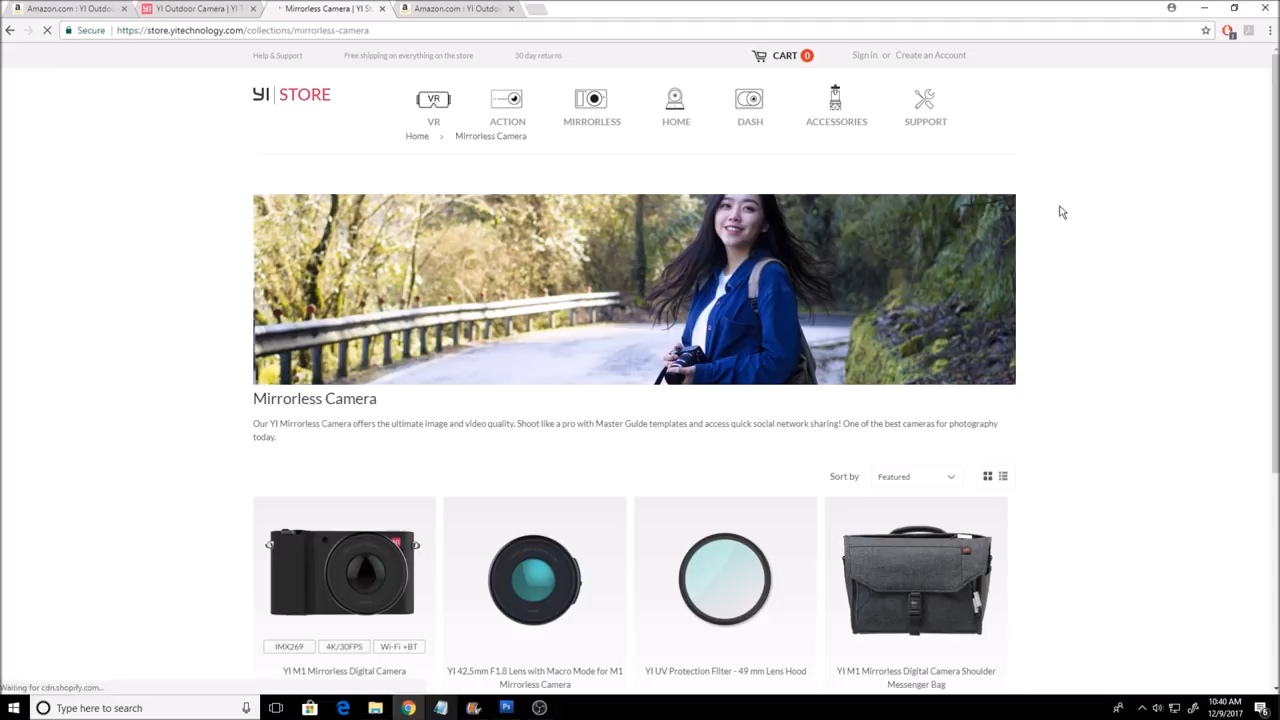 Amazon.com : YI Outdo
YI Outdoor Camera | YI T
Mirrorless Camera | YI St
Amazon.com : YI Outdo
Secure
https://store.yitechnology.com/collections/mirrorless-camera
Help & Support
Free shipping on everything on the store
30 day returns
CART 0
Sign in or Create an Account
YI STORE
VR
VR
ACTION
MIRRORLESS
HOME
DASH
ACCESSORIES
SUPPORT
Home › Mirrorless Camera
Mirrorless Camera
Our YI Mirrorless Camera offers the ultimate image and video quality. Shoot like a pro with Master Guide templates and access quick social network sharing! One of the best cameras for photography
today.
Sort by
Featured
IMX269
4K/30FPS
Wi-Fi +BT
YI M1 Mirrorless Digital Camera
YI 42.5mm F1.8 Lens with Macro Mode for M1
Mirrorless Camera
YI UV Protection Filter - 49 mm Lens Hood
YI M1 Mirrorless Digital Camera Shoulder
Messenger Bag
Waiting for cdn.shopify.com...
Type here to search
Ps
10:40 AM
12/9/2017